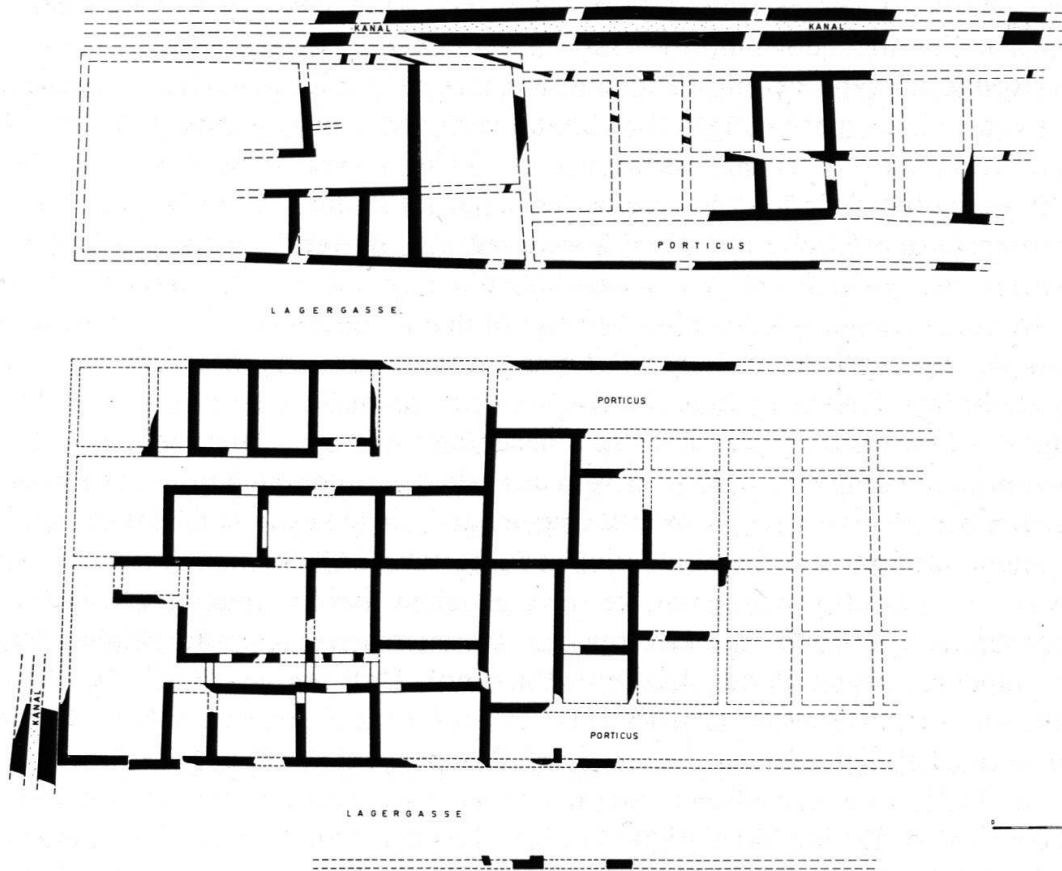 KANAL KANAL
PORTICUS
LAGERGASSE.
PORTICUS
KANAL
PORTICUS
LAGERGASSE
0